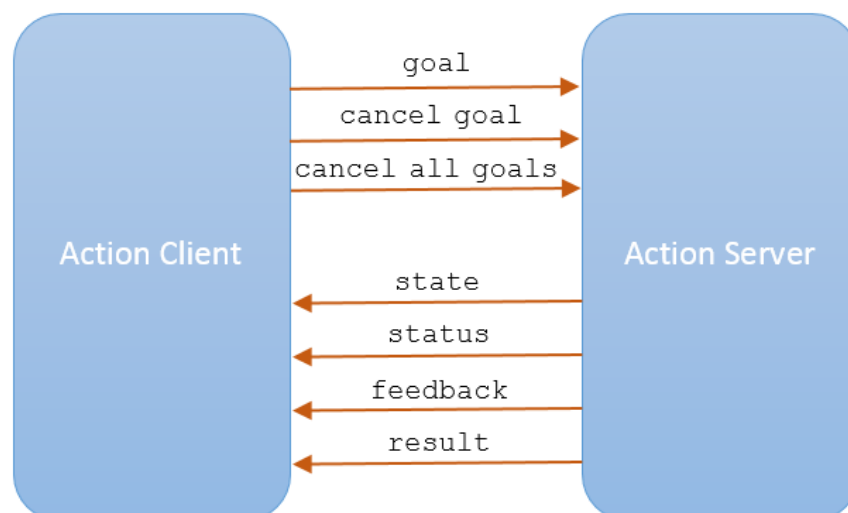 goal
cancel goal
cancel all goals
Action Client
Action Server
state
status
feedback
result